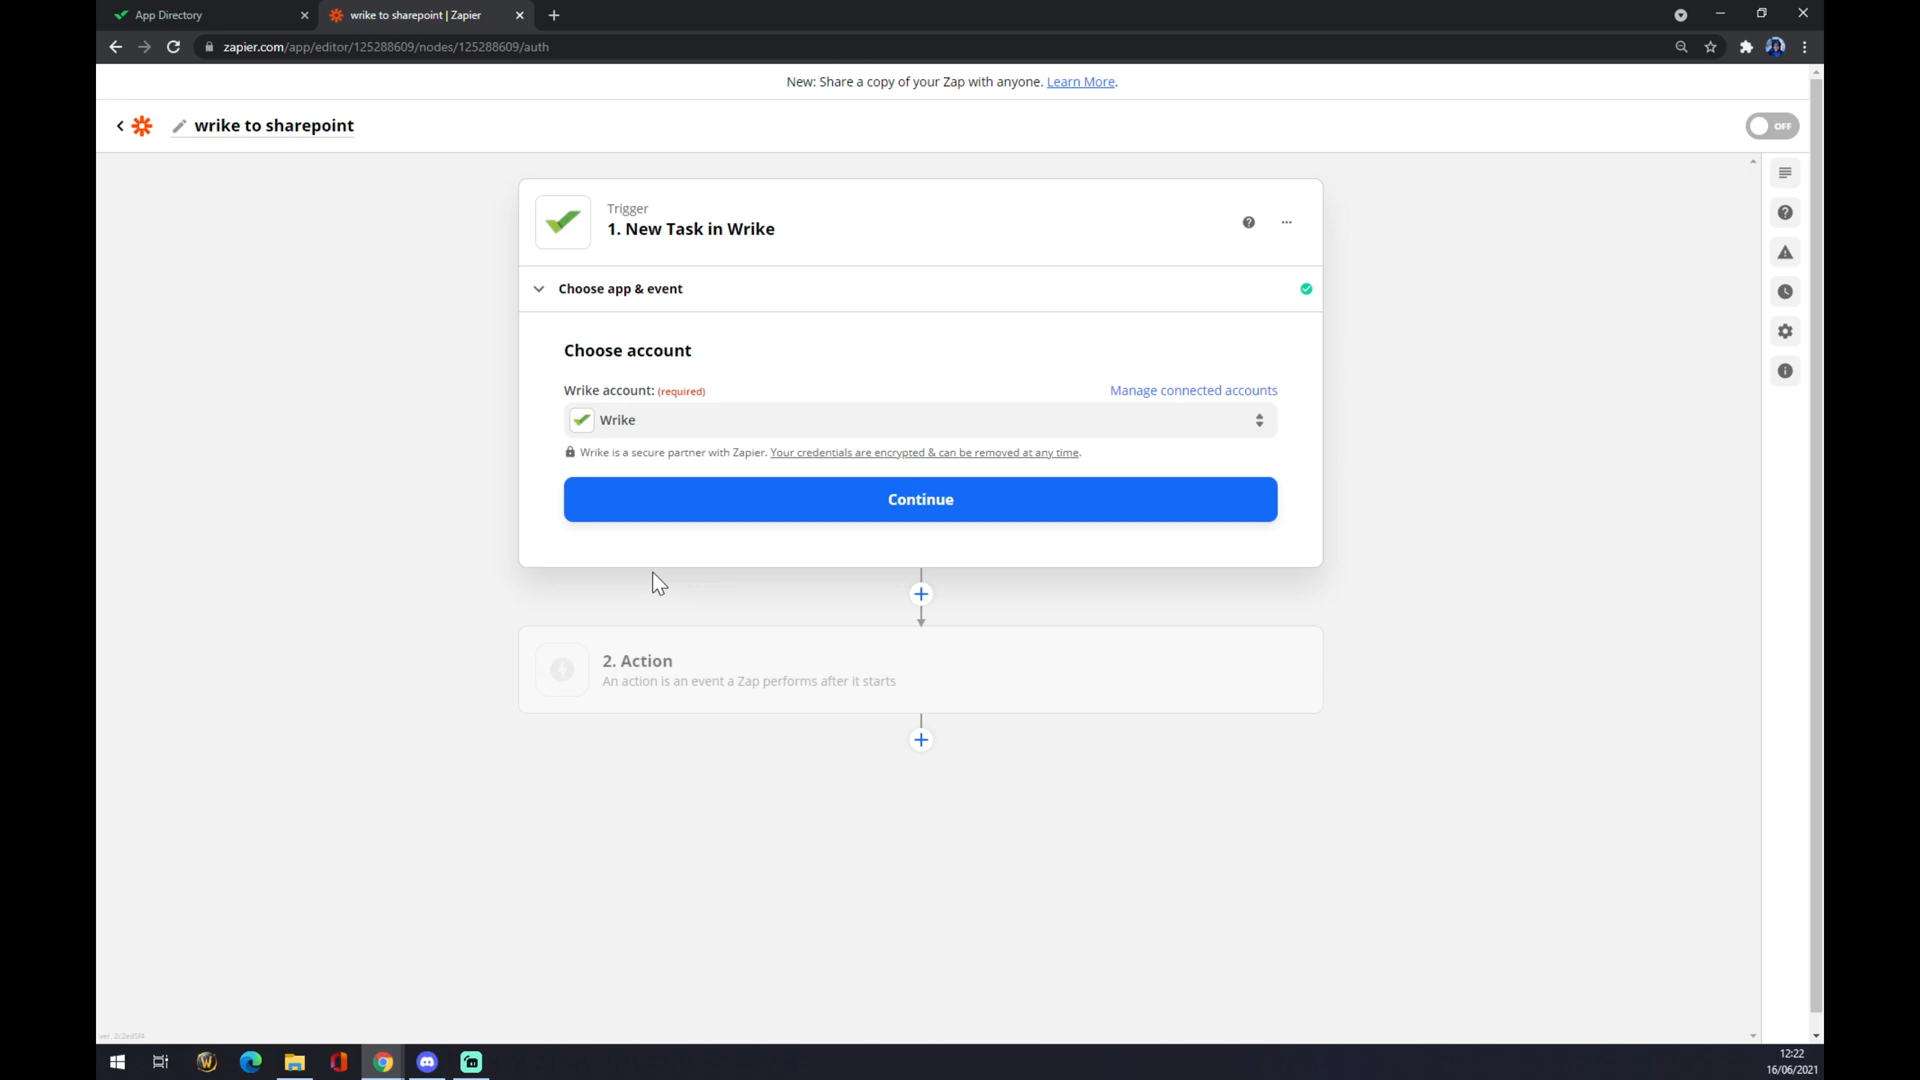 App Directory
wrike to sharepoint | Zapier
zapier.com/app/editor/125288609/nodes/125288609/auth
New: Share a copy of your Zap with anyone. Learn More.
wrike to sharepoint
OFF
Trigger
1. New Task in Wrike
Choose app & event
Choose account
Wrike account: (required)
Manage connected accounts
Wrike
Wrike is a secure partner with Zapier. Your credentials are encrypted & can be removed at any time.
Continue
2. Action
An action is an event a Zap performs after it starts
ver. 2c2ed5f4
12:22
16/06/2021